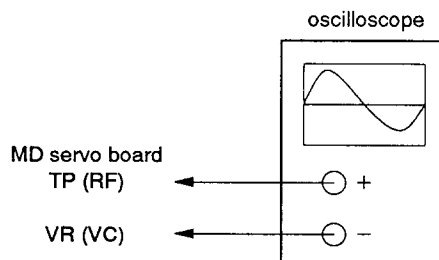 oscilloscope
MD servo board
TP (RF)
+
VR (VC)
−